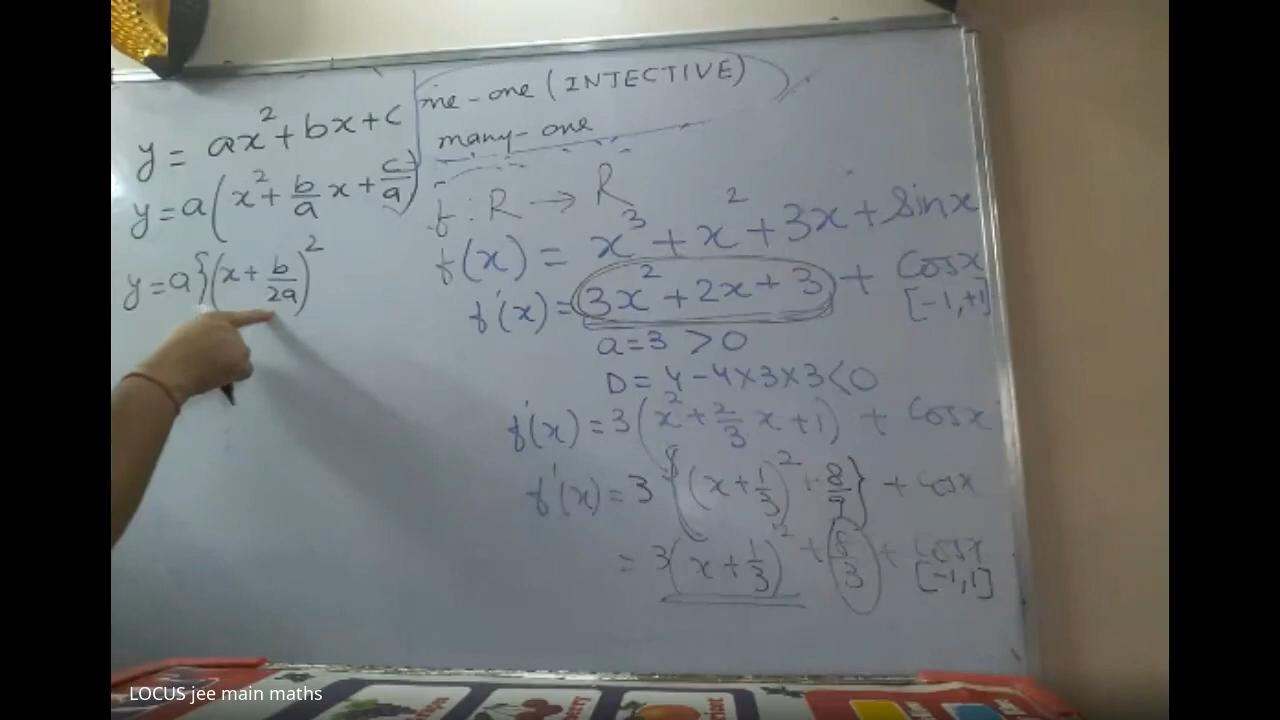 y = ax² + bx + c
y = a(x² + b/a x + c/a)
y = a{(x + b/2a)²
one-one (INJECTIVE)
many-one
f : R → R
f(x) = x³ + x² + 3x + sinx
f'(x) = 3x² + 2x + 3 + cosx
[-1,+1]
a = 3 > 0
D = 4 - 4×3×3 < 0
f'(x) = 3(x² + 2/3 x + 1) + cosx
f'(x) = 3{(x + 1/3)² + 8/9} + cosx
= 3(x + 1/3)² + 8/3 + cosx
[-1,1]
LOCUS jee main maths